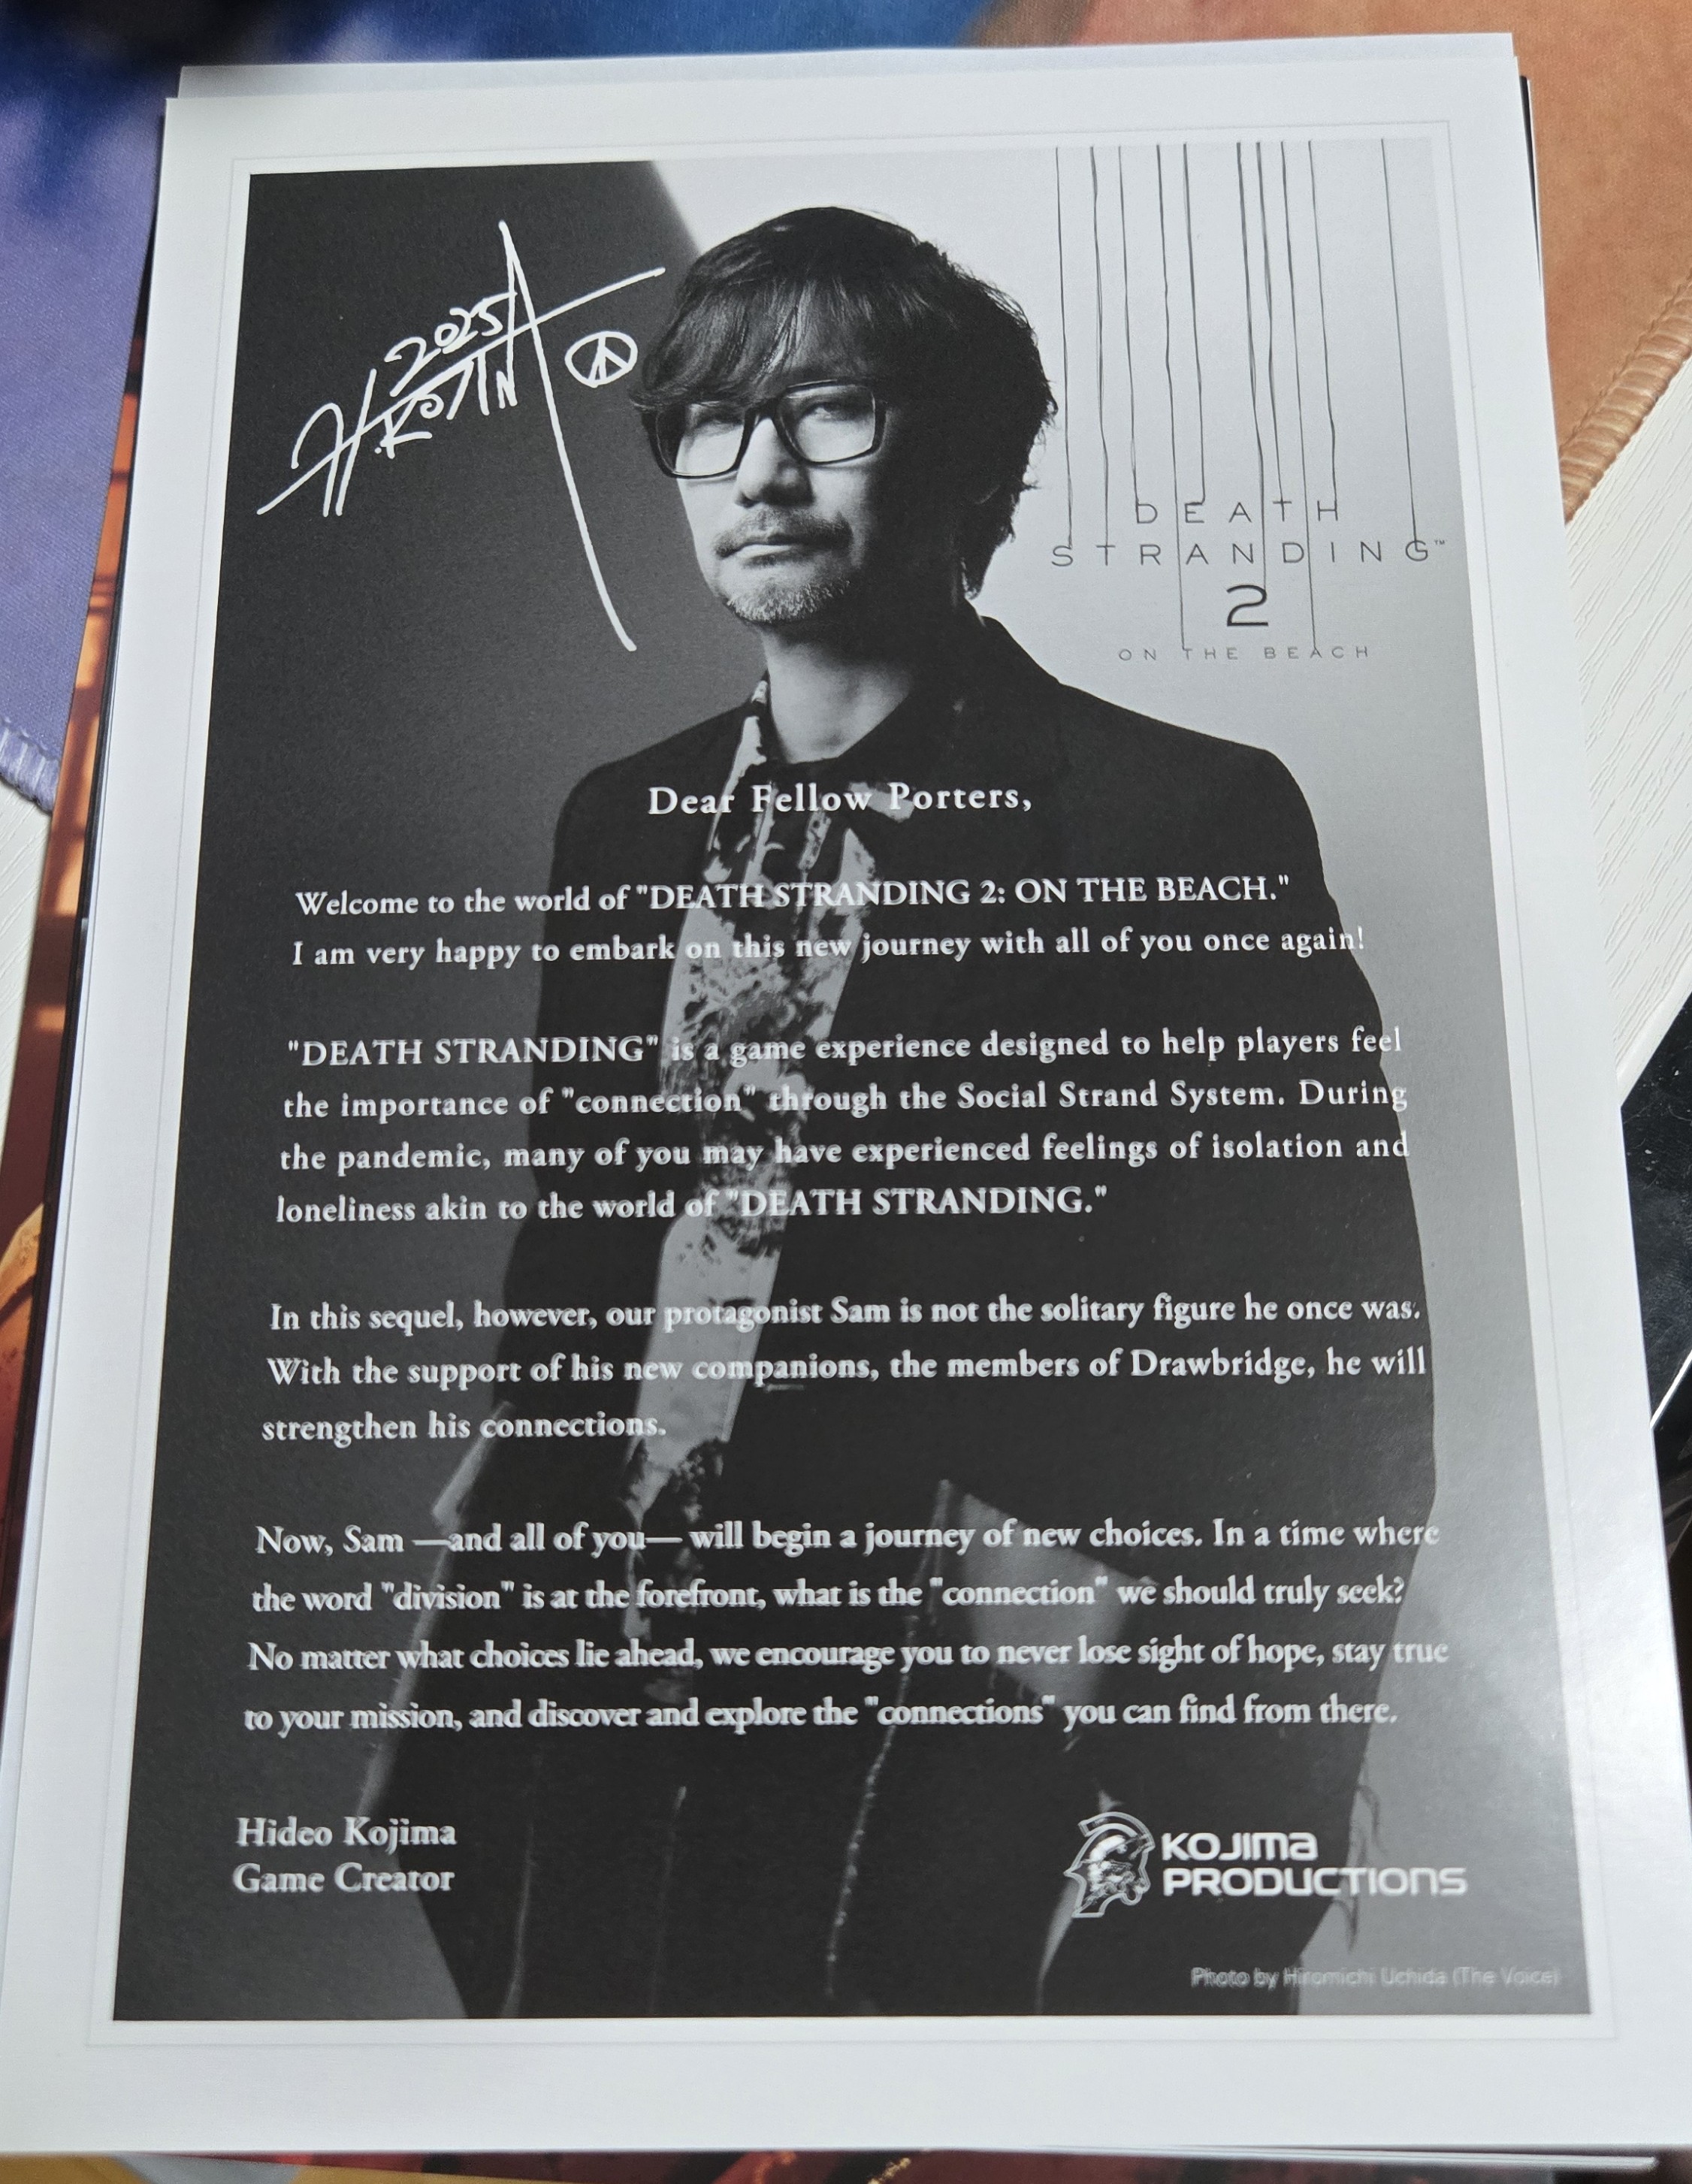 2025
H.KOJIMA
DEATH
STRANDING™
2
ON THE BEACH
Dear Fellow Porters,
Welcome to the world of "DEATH STRANDING 2: ON THE BEACH."
I am very happy to embark on this new journey with all of you once again!
"DEATH STRANDING" is a game experience designed to help players feel
the importance of "connection" through the Social Strand System. During
the pandemic, many of you may have experienced feelings of isolation and
loneliness akin to the world of "DEATH STRANDING."
In this sequel, however, our protagonist Sam is not the solitary figure he once was.
With the support of his new companions, the members of Drawbridge, he will
strengthen his connections.
Now, Sam —and all of you— will begin a journey of new choices. In a time where
the word "division" is at the forefront, what is the "connection" we should truly seek?
No matter what choices lie ahead, we encourage you to never lose sight of hope, stay true
to your mission, and discover and explore the "connections" you can find from there.
Hideo Kojima
Game Creator
KOJIMA
PRODUCTIONS
Photo by Hiromichi Uchida (The Voice)